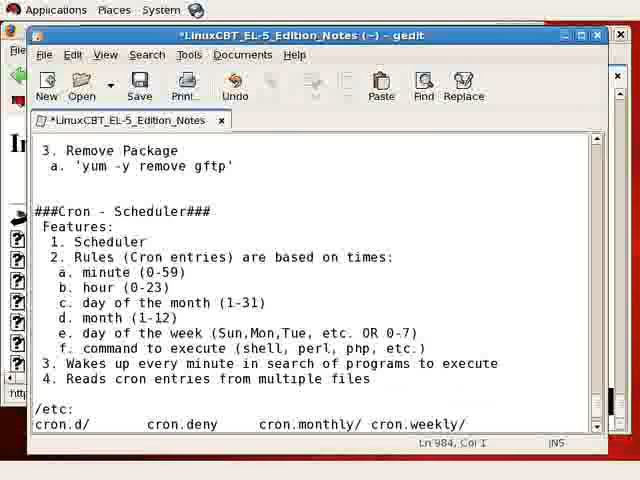 Applications Places System
*LinuxCBT_EL-5_Edition_Notes (~) - gedit
File Edit View Search Tools Documents Help
New Open Save Print... Undo Paste Find Replace
*LinuxCBT_EL-5_Edition_Notes x
3. Remove Package
a. 'yum -y remove gftp'
###Cron - Scheduler###
Features:
1. Scheduler
2. Rules (Cron entries) are based on times:
a. minute (0-59)
b. hour (0-23)
c. day of the month (1-31)
d. month (1-12)
e. day of the week (Sun,Mon,Tue, etc. OR 0-7)
f. command to execute (shell, perl, php, etc.)
3. Wakes up every minute in search of programs to execute
4. Reads cron entries from multiple files
/etc:
cron.d/ cron.deny cron.monthly/ cron.weekly/
Ln 984, Col 1 INS